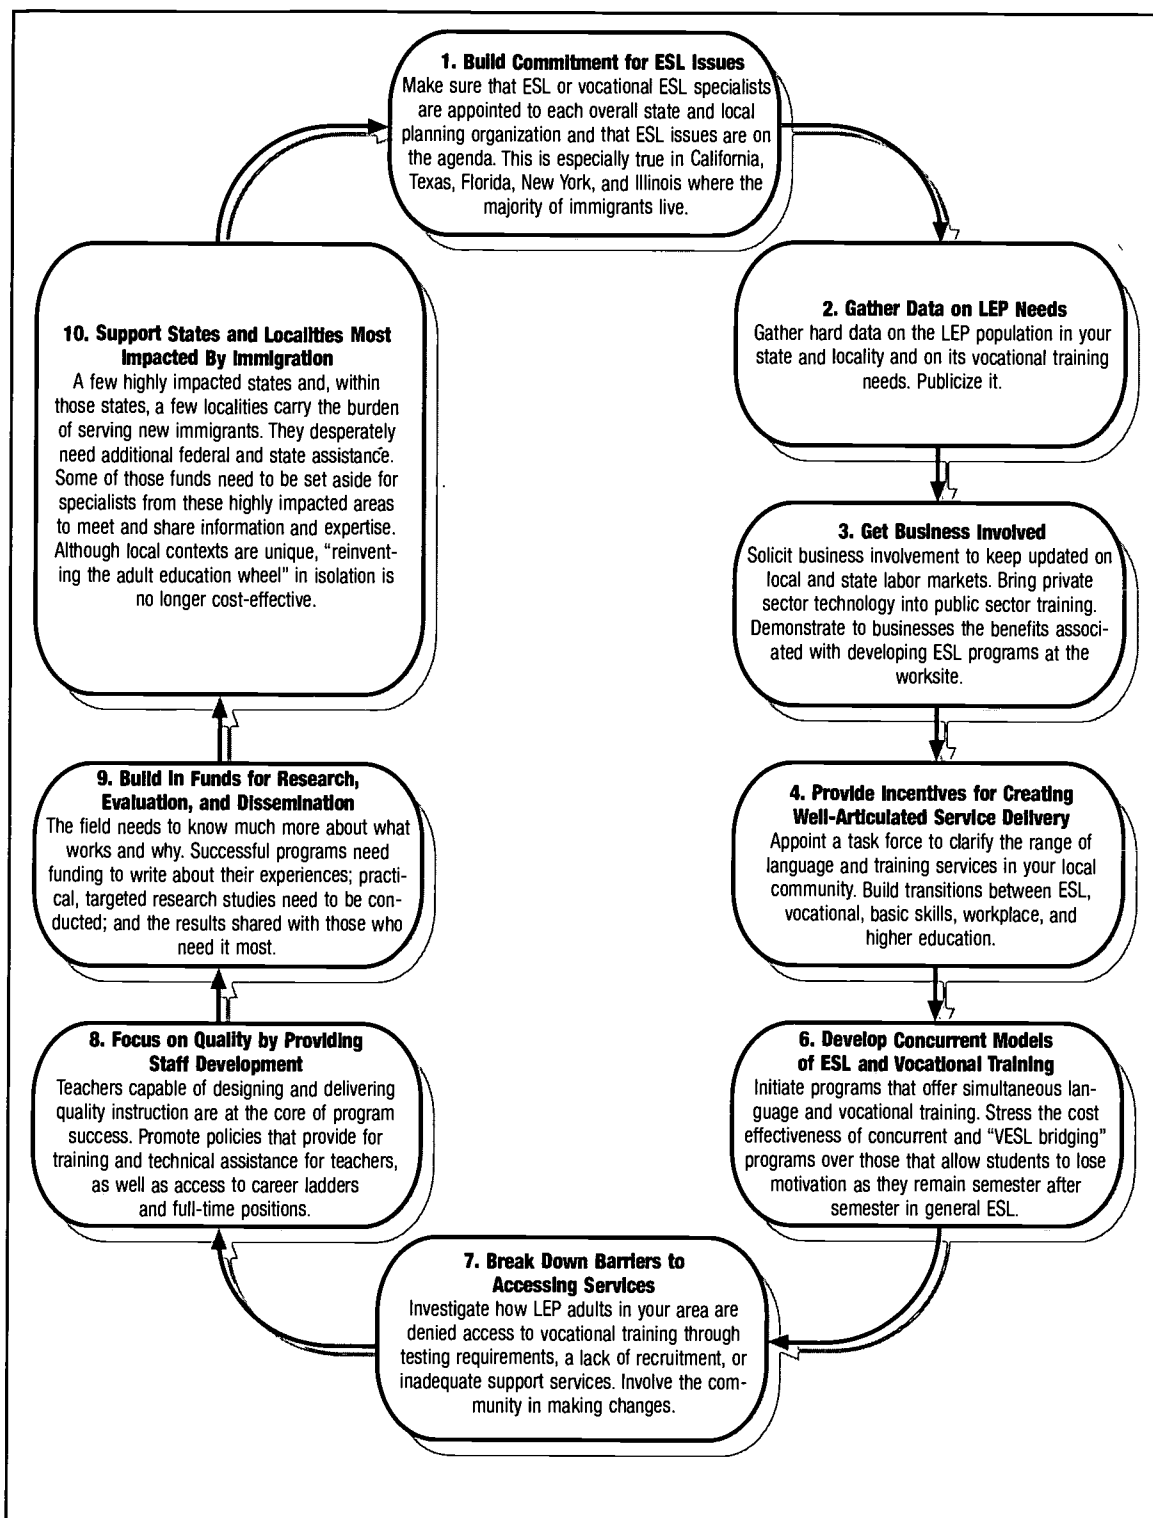 1. Build Commitment for ESL Issues
Make sure that ESL or vocational ESL specialists
are appointed to each overall state and local
planning organization and that ESL issues are on
the agenda. This is especially true in California,
Texas, Florida, New York, and Illinois where the
majority of immigrants live.
2. Gather Data on LEP Needs
Gather hard data on the LEP population in your
state and locality and on its vocational training
needs. Publicize it.
3. Get Business Involved
Solicit business involvement to keep updated on
local and state labor markets. Bring private
sector technology into public sector training.
Demonstrate to businesses the benefits associ-
ated with developing ESL programs at the
worksite.
4. Provide Incentives for Creating
Well-Articulated Service Delivery
Appoint a task force to clarify the range of
language and training services in your local
community. Build transitions between ESL,
vocational, basic skills, workplace, and
higher education.
6. Develop Concurrent Models
of ESL and Vocational Training
Initiate programs that offer simultaneous lan-
guage and vocational training. Stress the cost
effectiveness of concurrent and “VESL bridging”
programs over those that allow students to lose
motivation as they remain semester after
semester in general ESL.
7. Break Down Barriers to
Accessing Services
Investigate how LEP adults in your area are
denied access to vocational training through
testing requirements, a lack of recruitment, or
inadequate support services. Involve the com-
munity in making changes.
8. Focus on Quality by Providing
Staff Development
Teachers capable of designing and delivering
quality instruction are at the core of program
success. Promote policies that provide for
training and technical assistance for teachers,
as well as access to career ladders
and full-time positions.
9. Build in Funds for Research,
Evaluation, and Dissemination
The field needs to know much more about what
works and why. Successful programs need
funding to write about their experiences; practi-
cal, targeted research studies need to be con-
ducted; and the results shared with those who
need it most.
10. Support States and Localities Most
Impacted By Immigration
A few highly impacted states and, within
those states, a few localities carry the burden
of serving new immigrants. They desperately
need additional federal and state assistance.
Some of those funds need to be set aside for
specialists from these highly impacted areas
to meet and share information and expertise.
Although local contexts are unique, “reinvent-
ing the adult education wheel” in isolation is
no longer cost-effective.